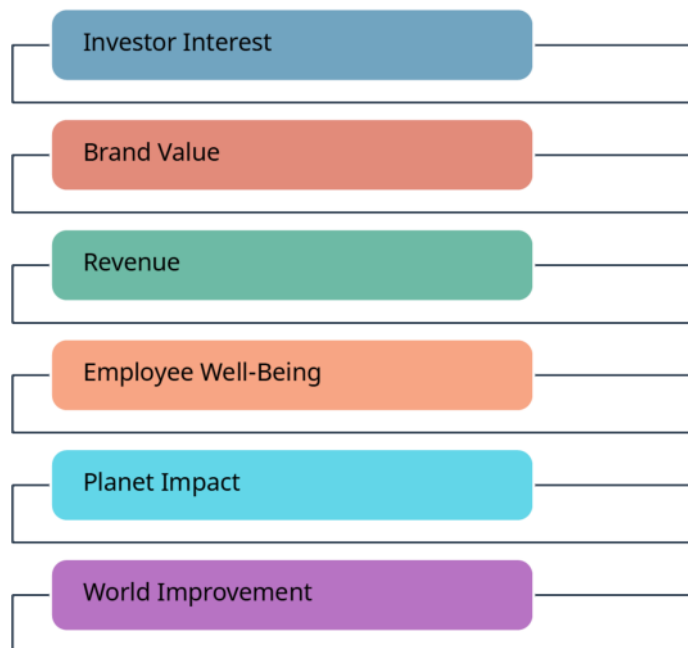 Investor Interest
Brand Value
Revenue
Employee Well-Being
Planet Impact
World Improvement